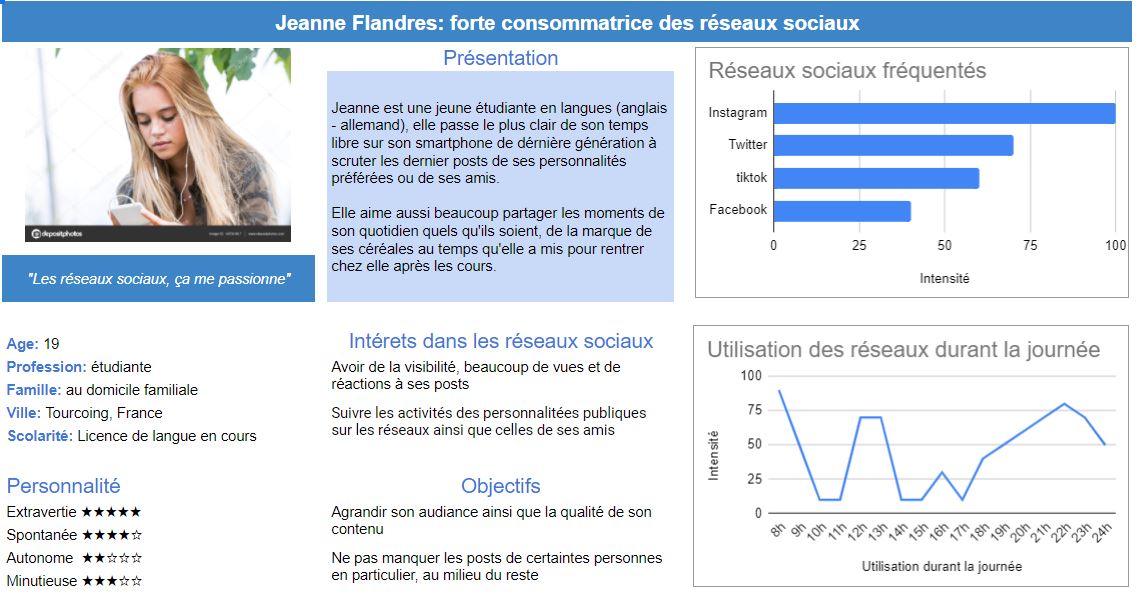 Jeanne Flandres: forte consommatrice des réseaux sociaux
depositphotos
"Les réseaux sociaux, ça me passionne"
Présentation
Jeanne est une jeune étudiante en langues (anglais
- allemand), elle passe le plus clair de son temps
libre sur son smartphone de dérnière génération à
scruter les dernier posts de ses personnalités
préférées ou de ses amis.
Elle aime aussi beaucoup partager les moments de
son quotidien quels qu'ils soient, de la marque de
ses céréales au temps qu'elle a mis pour rentrer
chez elle après les cours.
Réseaux sociaux fréquentés
Instagram
Twitter
tiktok
Facebook
0 25 50 75 100
Intensité
Age: 19
Profession: étudiante
Famille: au domicile familiale
Ville: Tourcoing, France
Scolarité: Licence de langue en cours
Intérets dans les réseaux sociaux
Avoir de la visibilité, beaucoup de vues et de
réactions à ses posts
Suivre les activités des personnalitées publiques
sur les réseaux ainsi que celles de ses amis
Utilisation des réseaux durant la journée
Intensité
100
75
50
25
0
8h 9h 10h 11h 12h 13h 14h 15h 16h 17h 18h 19h 20h 21h 22h 23h 24h
Utilisation durant la journée
Personnalité
Extravertie ★★★★★
Spontanée ★★★★☆
Autonome ★★☆☆☆
Minutieuse ★★★☆☆
Objectifs
Agrandir son audiance ainsi que la qualité de son
contenu
Ne pas manquer les posts de certaintes personnes
en particulier, au milieu du reste